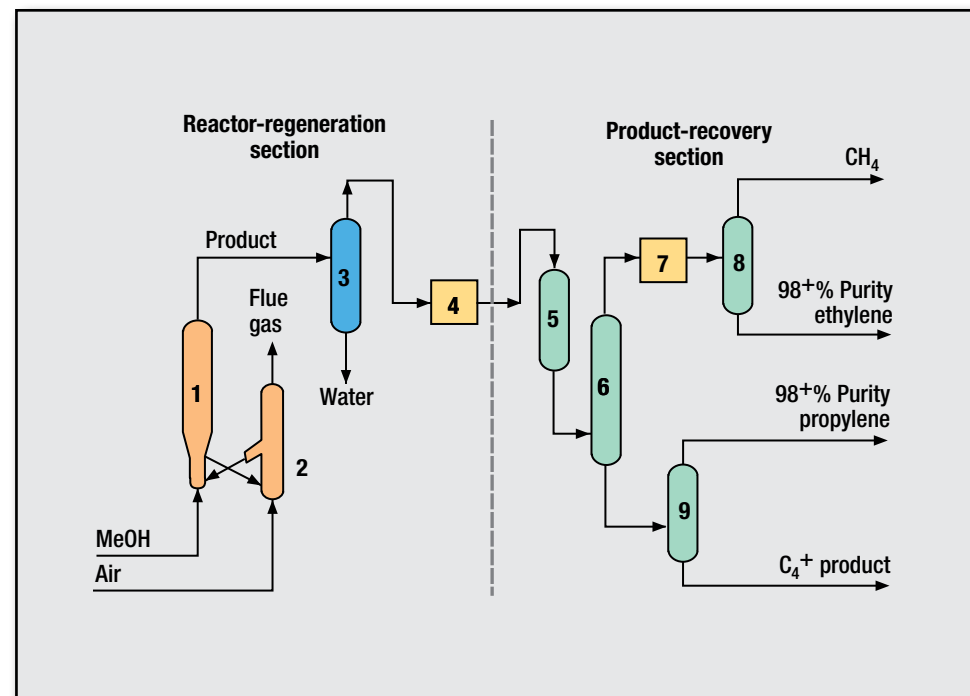 Reactor-regeneration
section
Product-recovery
section
CH₄
Product
3
7
8
4
Flue
gas
5
98⁺% Purity
ethylene
1
Water
6
98⁺% Purity
propylene
2
9
MeOH
Air
C₄⁺ product